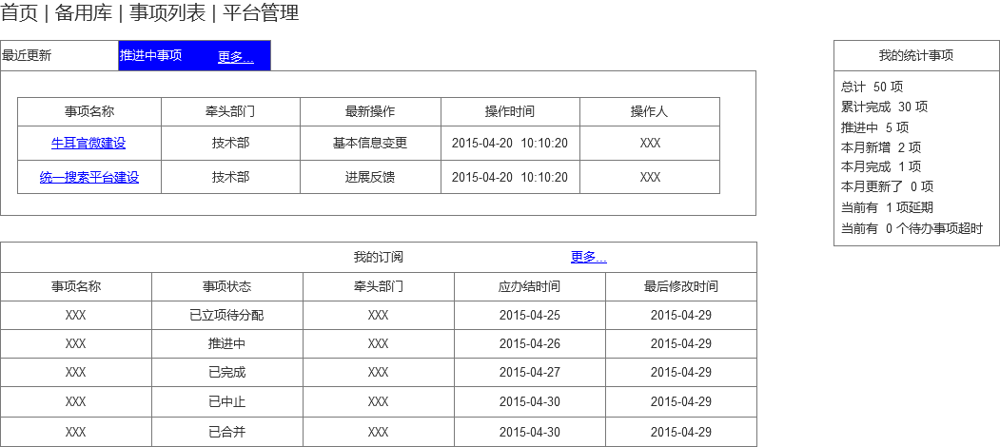 首页 | 备用库 | 事项列表 | 平台管理
最近更新 推进中事项 更多...
事项名称 牵头部门 最新操作 操作时间 操作人
牛耳官微建设 技术部 基本信息变更 2015-04-20 10:10:20 XXX
统一搜索平台建设 技术部 进展反馈 2015-04-20 10:10:20 XXX
我的统计事项
总计 50 项
累计完成 30 项
推进中 5 项
本月新增 2 项
本月完成 1 项
本月更新了 0 项
当前有 1 项延期
当前有 0 个待办事项超时
我的订阅 更多...
事项名称 事项状态 牵头部门 应办结时间 最后修改时间
XXX 已立项待分配 XXX 2015-04-25 2015-04-29
XXX 推进中 XXX 2015-04-26 2015-04-29
XXX 已完成 XXX 2015-04-27 2015-04-29
XXX 已中止 XXX 2015-04-30 2015-04-29
XXX 已合并 XXX 2015-04-30 2015-04-29